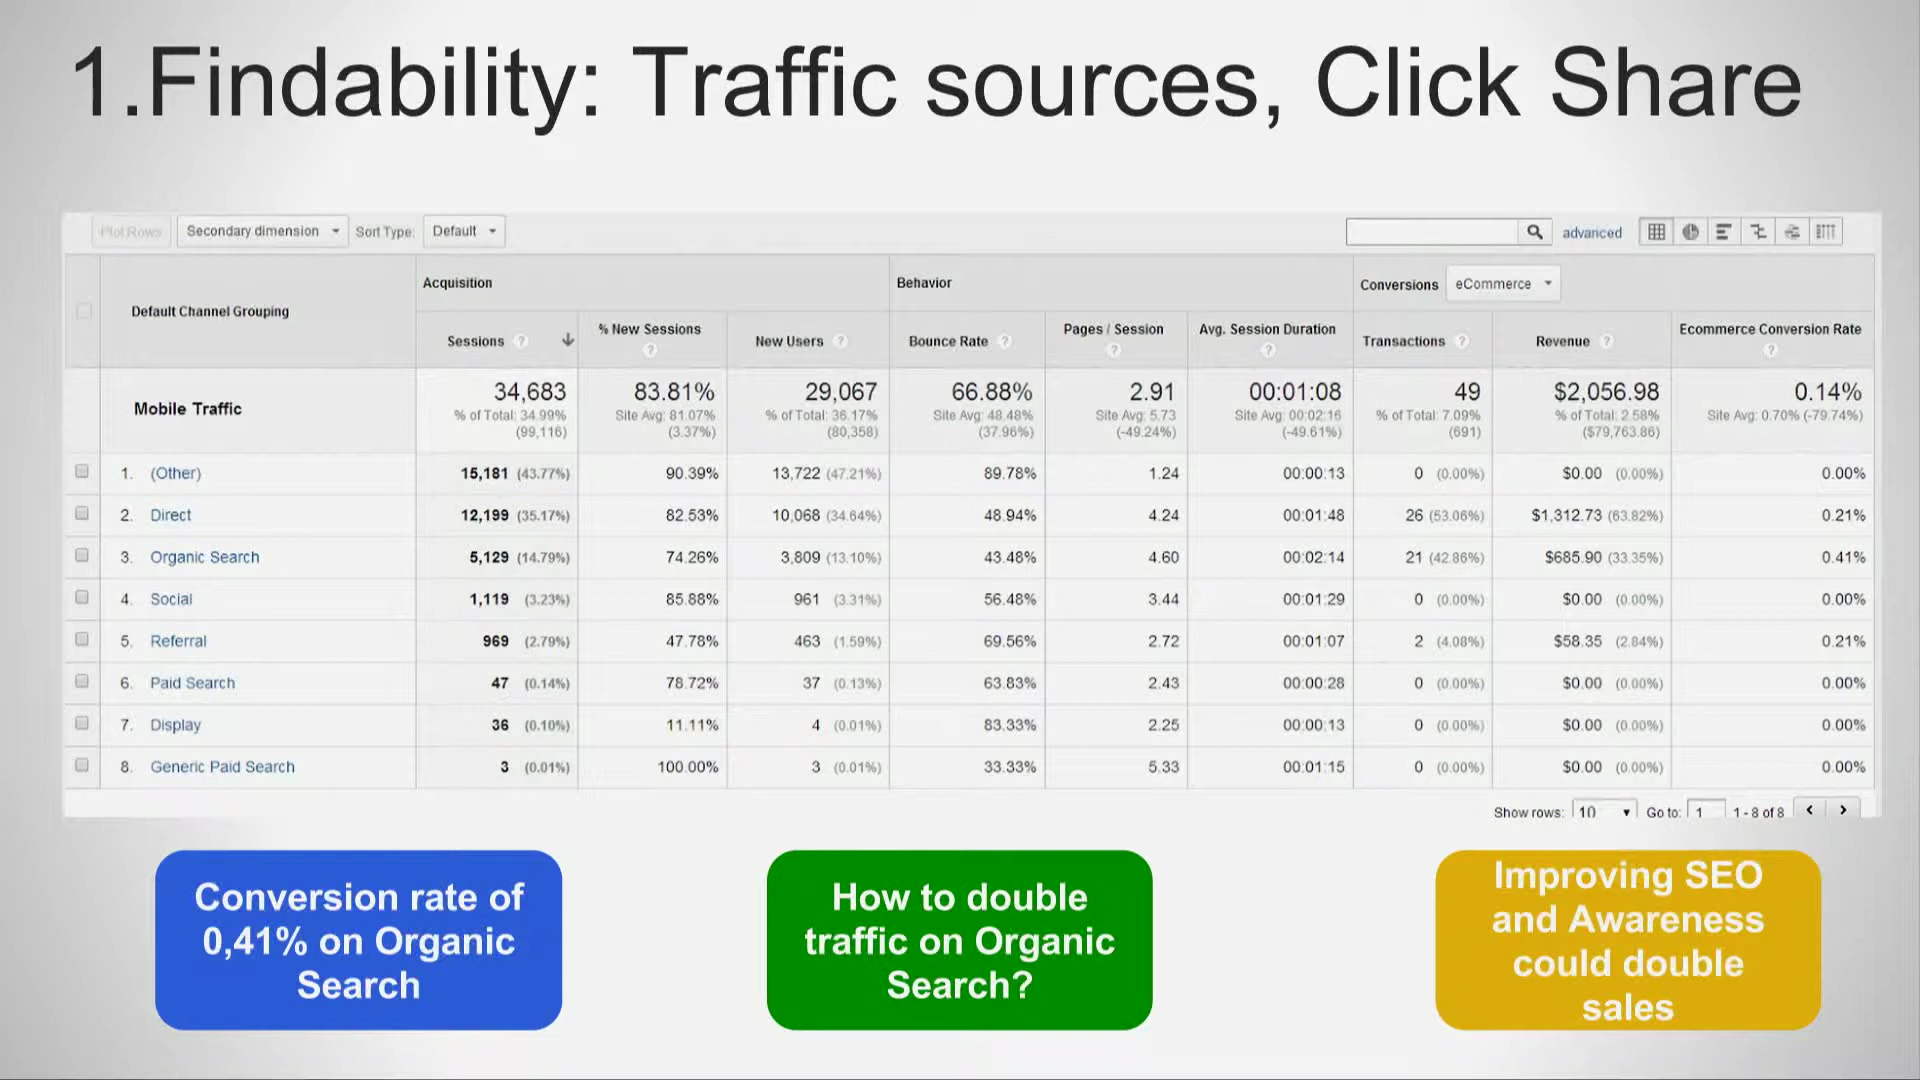 1.Findability: Traffic sources, Click Share
Plot Rows Secondary dimension Sort Type: Default advanced
Default Channel Grouping Acquisition Behavior Conversions eCommerce
Sessions ? % New Sessions ? New Users ? Bounce Rate ? Pages / Session ? Avg. Session Duration ? Transactions ? Revenue ? Ecommerce Conversion Rate ?
Mobile Traffic 34,683 83.81% 29,067 66.88% 2.91 00:01:08 49 $2,056.98 0.14%
% of Total: 34.99% Site Avg: 81.07% % of Total: 36.17% Site Avg: 48.48% Site Avg: 5.73 Site Avg: 00:02:16 % of Total: 7.09% % of Total: 2.58% Site Avg: 0.70% (-79.74%)
(99,116) (3.37%) (80,358) (37.96%) (-49.24%) (-49.61%) (691) ($79,763.86)
1. (Other) 15,181 (43.77%) 90.39% 13,722 (47.21%) 89.78% 1.24 00:00:13 0 (0.00%) $0.00 (0.00%) 0.00%
2. Direct 12,199 (35.17%) 82.53% 10,068 (34.64%) 48.94% 4.24 00:01:48 26 (53.06%) $1,312.73 (63.82%) 0.21%
3. Organic Search 5,129 (14.79%) 74.26% 3,809 (13.10%) 43.48% 4.60 00:02:14 21 (42.86%) $685.90 (33.35%) 0.41%
4. Social 1,119 (3.23%) 85.88% 961 (3.31%) 56.48% 3.44 00:01:29 0 (0.00%) $0.00 (0.00%) 0.00%
5. Referral 969 (2.79%) 47.78% 463 (1.59%) 69.56% 2.72 00:01:07 2 (4.08%) $58.35 (2.84%) 0.21%
6. Paid Search 47 (0.14%) 78.72% 37 (0.13%) 63.83% 2.43 00:00:28 0 (0.00%) $0.00 (0.00%) 0.00%
7. Display 36 (0.10%) 11.11% 4 (0.01%) 83.33% 2.25 00:00:13 0 (0.00%) $0.00 (0.00%) 0.00%
8. Generic Paid Search 3 (0.01%) 100.00% 3 (0.01%) 33.33% 5.33 00:01:15 0 (0.00%) $0.00 (0.00%) 0.00%
Show rows: 10 Go to: 1 1 - 8 of 8
Conversion rate of
0,41% on Organic
Search
How to double
traffic on Organic
Search?
Improving SEO
and Awareness
could double
sales